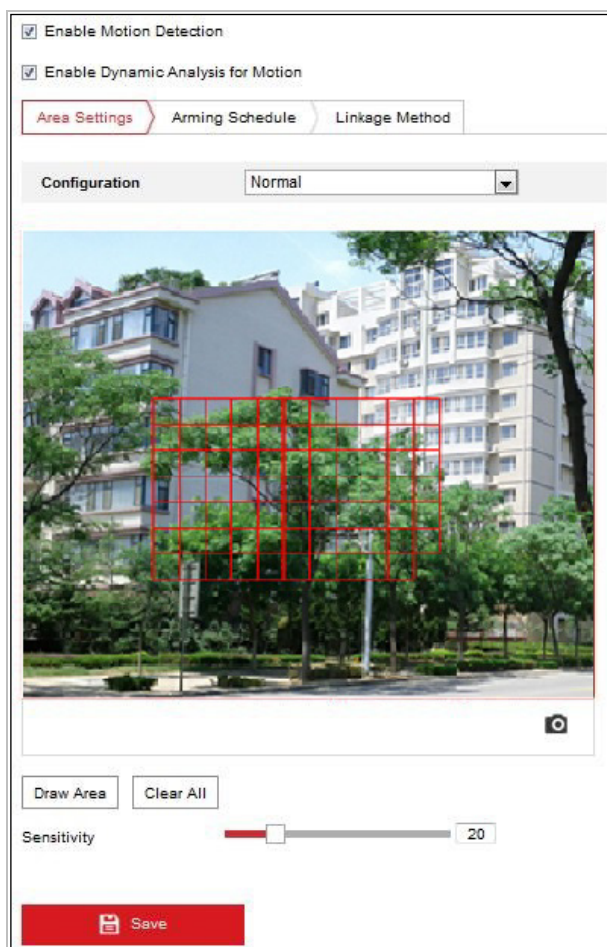 Enable Motion Detection
Enable Dynamic Analysis for Motion
Area Settings Arming Schedule Linkage Method
Configuration Normal
Draw Area Clear All
Sensitivity 20
Save